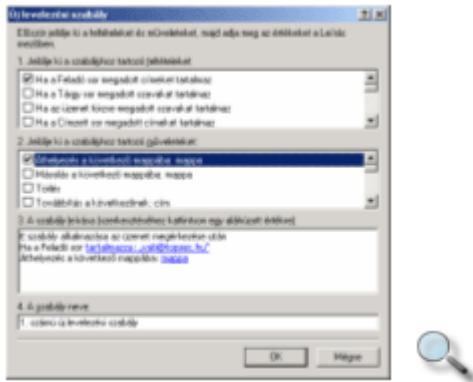 Új levelezési szabály
Először jelölje ki a feltételeket és műveleteket, majd adja meg az értékeket a Leírás
mezőben.
1. Jelölje ki a szabályhoz tartozó feltételeket:
Ha a Feladó sor megadott címeket tartalmaz
Ha a Tárgy sor megadott szavakat tartalmaz
Ha az üzenet törzse megadott szavakat tartalmaz
Ha a Címzett sor megadott címeket tartalmaz
2. Jelölje ki a szabályhoz tartozó műveleteket:
Áthelyezés a következő mappába: mappa
Másolás a következő mappába: mappa
Törlés
Továbbítás a következőnek: cím
3. A szabály leírása (szerkesztéséhez kattintson egy aláhúzott értékre):
E szabály alkalmazása az üzenet megérkezése után
Ha a Feladó sor tartalmazza:
Áthelyezés a következő mappába: mappa
4. A szabály neve:
1. számú új levelezési szabály
OK Mégse